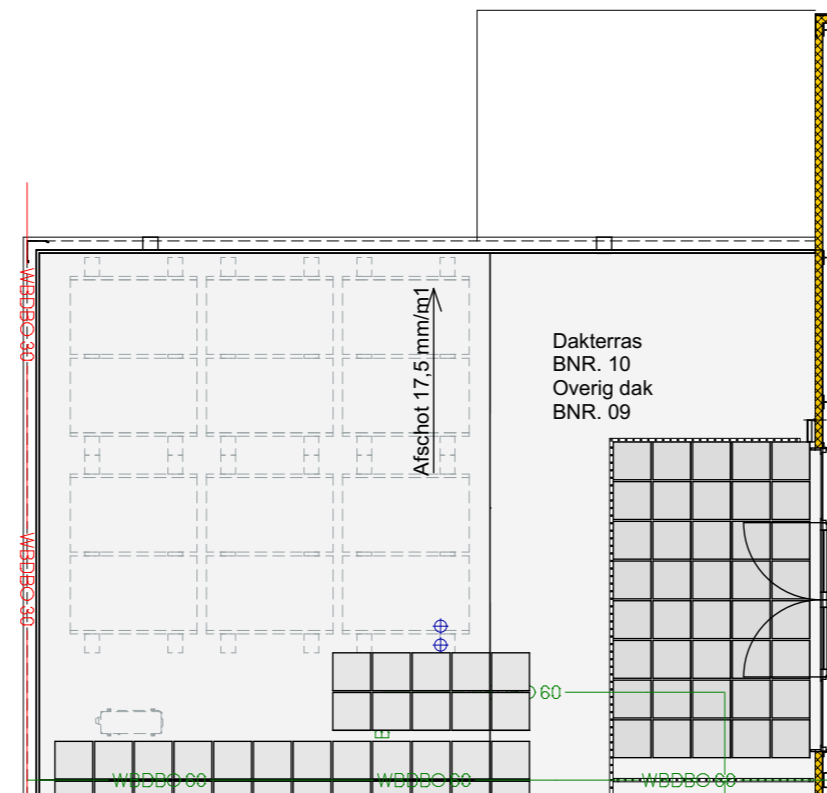 WBDBO 30
Afschot 17,5 mm/m1
Dakterras
BNR. 10
Overig dak
BNR. 09
WBDBO 30
60
WBDBO 60
WBDBO 60
WBDBO 60